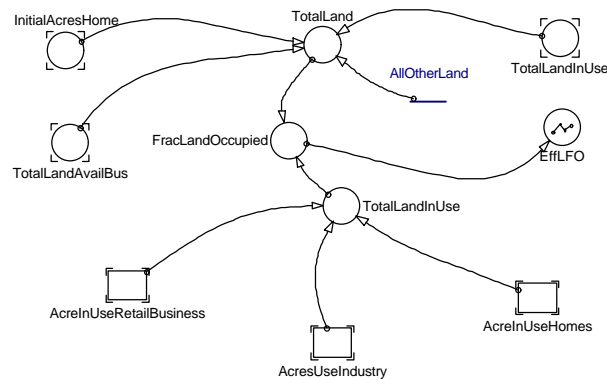 InitialAcresHome
TotalLand
TotalLandInUse
AllOtherLand
TotalLandAvailBus
FracLandOccupied
EffLFO
TotalLandInUse
AcreInUseRetailBusiness
AcresUseIndustry
AcreInUseHomes